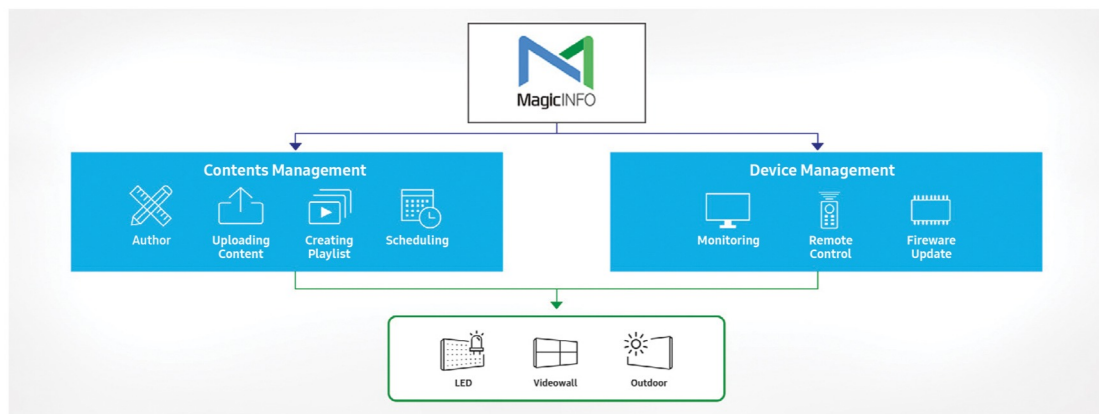 MagicINFO
Contents Management
Author
Uploading
Content
Creating
Playlist
Scheduling
Device Management
Monitoring
Remote
Control
Fireware
Update
LED
Videowall
Outdoor